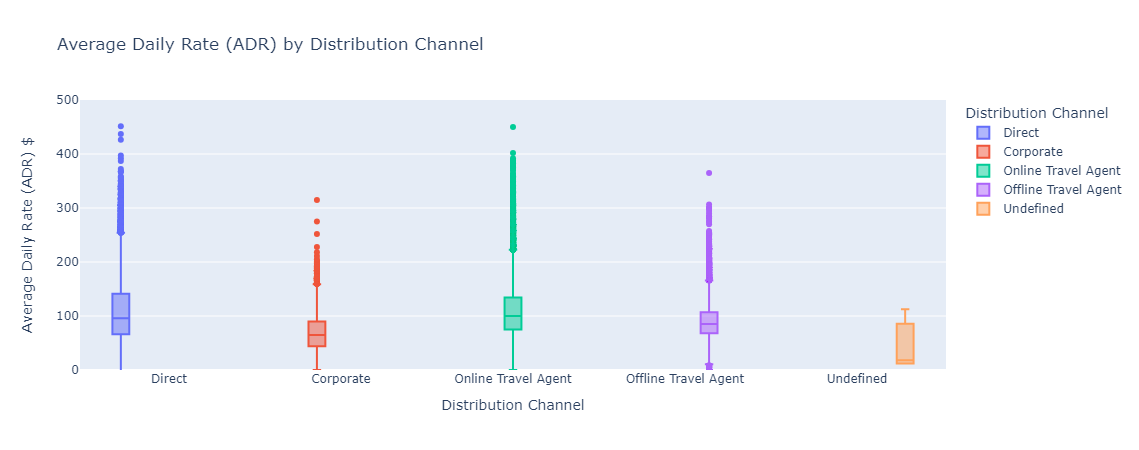 Average Daily Rate (ADR) by Distribution Channel
Average Daily Rate (ADR) $
500
400
300
200
100
0
Direct
Corporate
Online Travel Agent
Offline Travel Agent
Undefined
Distribution Channel
Distribution Channel
Direct
Corporate
Online Travel Agent
Offline Travel Agent
Undefined